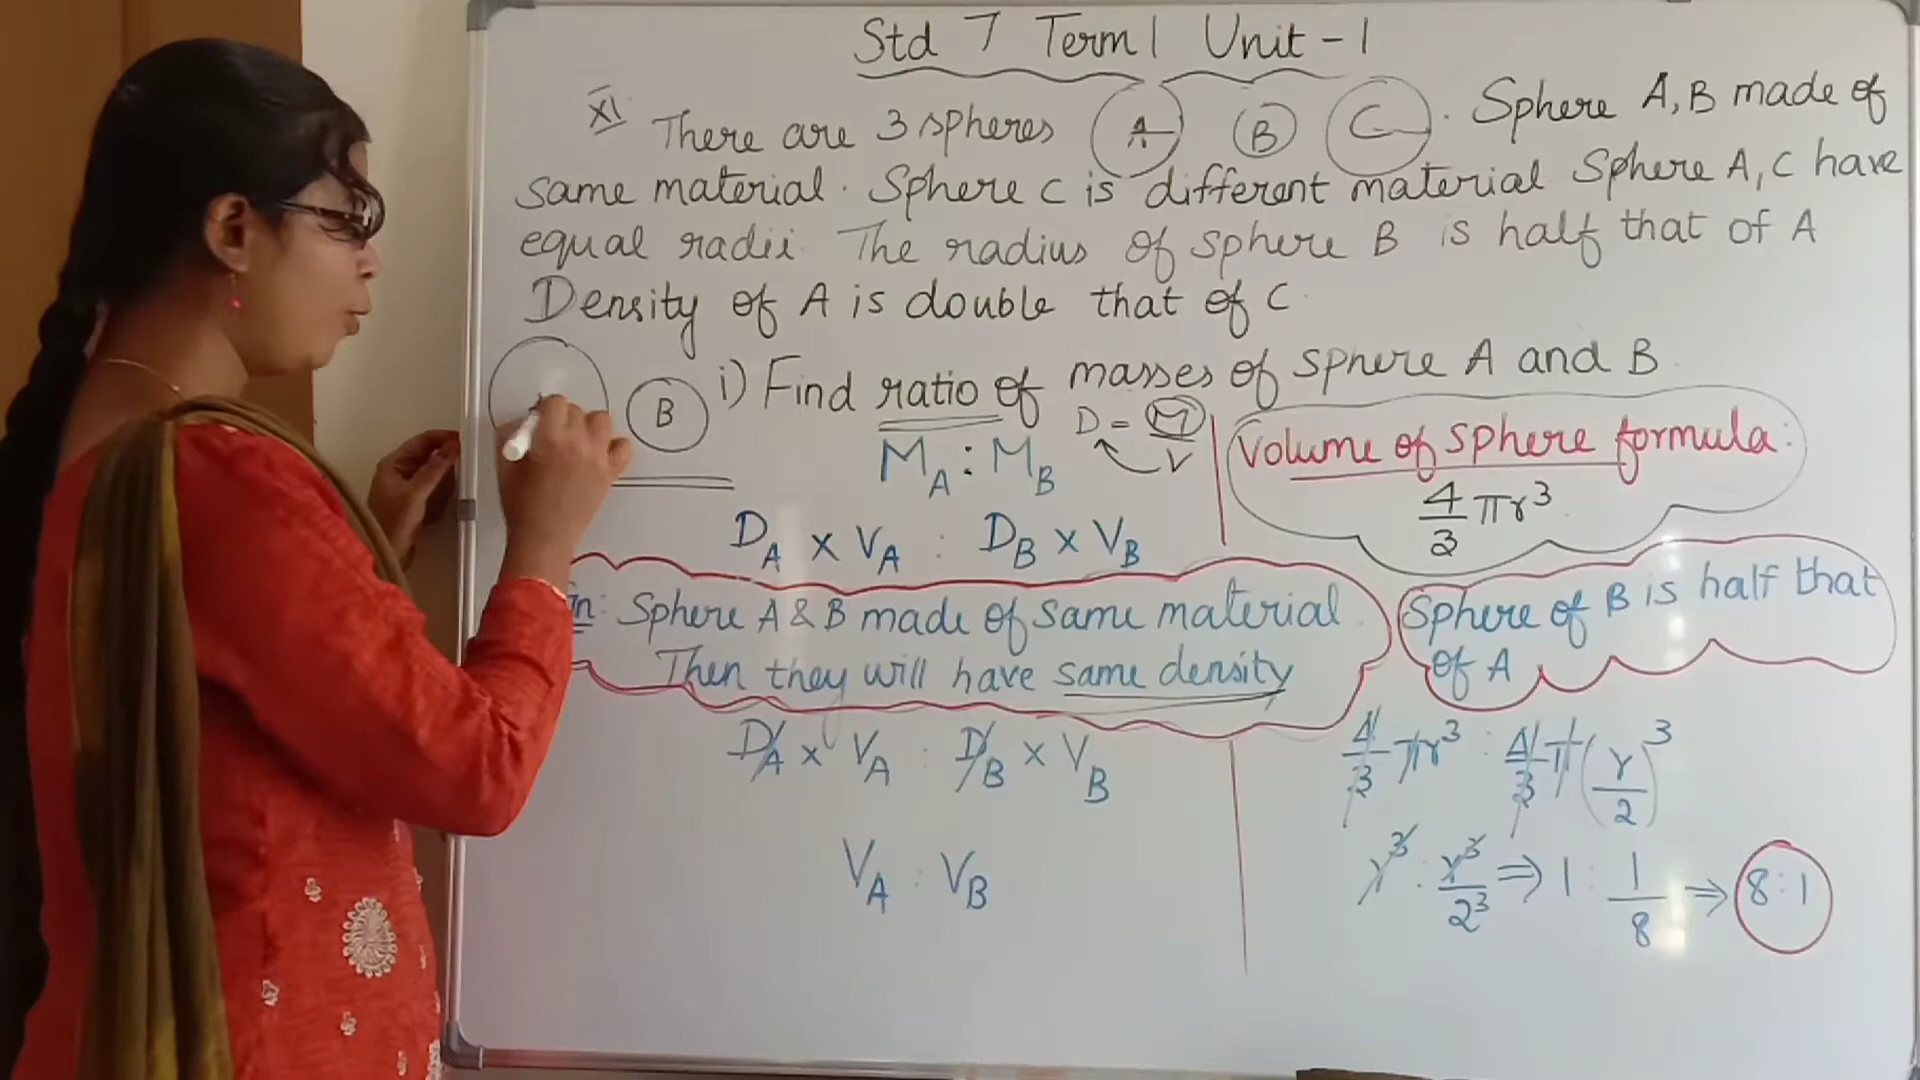 Std 7 Term 1 Unit - 1
XI There are 3 spheres A B C. Sphere A, B made of
same material. Sphere C is different material Sphere A, C have
equal radii. The radius of sphere B is half that of A
Density of A is double that of C.
i) Find ratio of masses of sphere A and B
B
M_A : M_B
D = M/V
Volume of sphere formula:
4/3 πr³
D_A x V_A : D_B x V_B
Sphere A & B made of same material.
Then they will have same density
Sphere of B is half that
of A
D_A x V_A : D_B x V_B
4/3 πr³ : 4/3 π(r/2)³
V_A : V_B
r³ : r³/2³ ⇒ 1 : 1/8 ⇒ 8:1